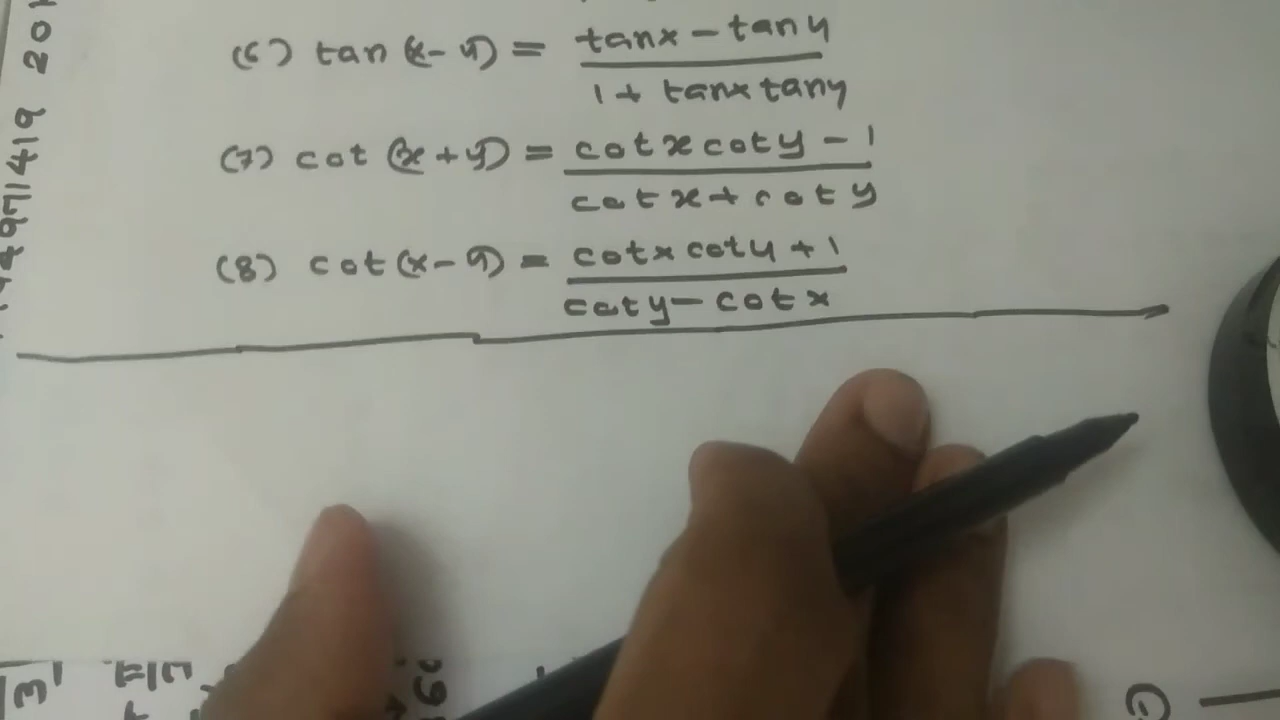 (6) tan (x-y) = tanx - tany / 1 + tanx tany
(7) cot (x+y) = cotx coty - 1 / cotx + coty
(8) cot (x-y) = cotx coty + 1 / coty - cotx